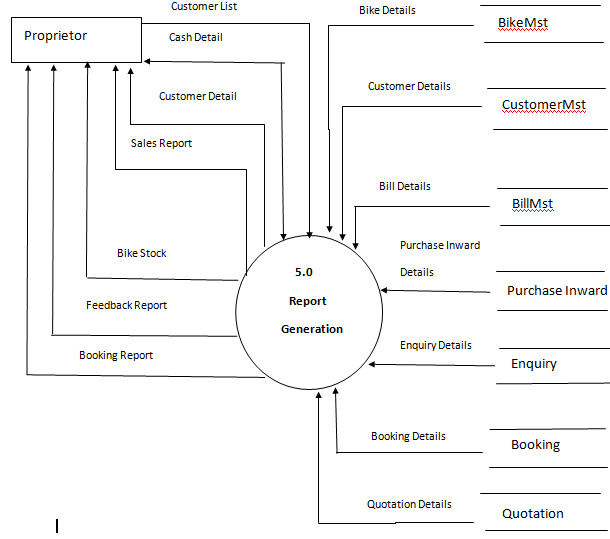 Customer List
Proprietor
Cash Detail
Customer Detail
Sales Report
Bike Stock
Feedback Report
Booking Report
5.0
Report
Generation
Bike Details
BikeMst
Customer Details
CustomerMst
Bill Details
BillMst
Purchase Inward
Details
Purchase Inward
Enquiry Details
Enquiry
Booking Details
Booking
Quotation Details
Quotation